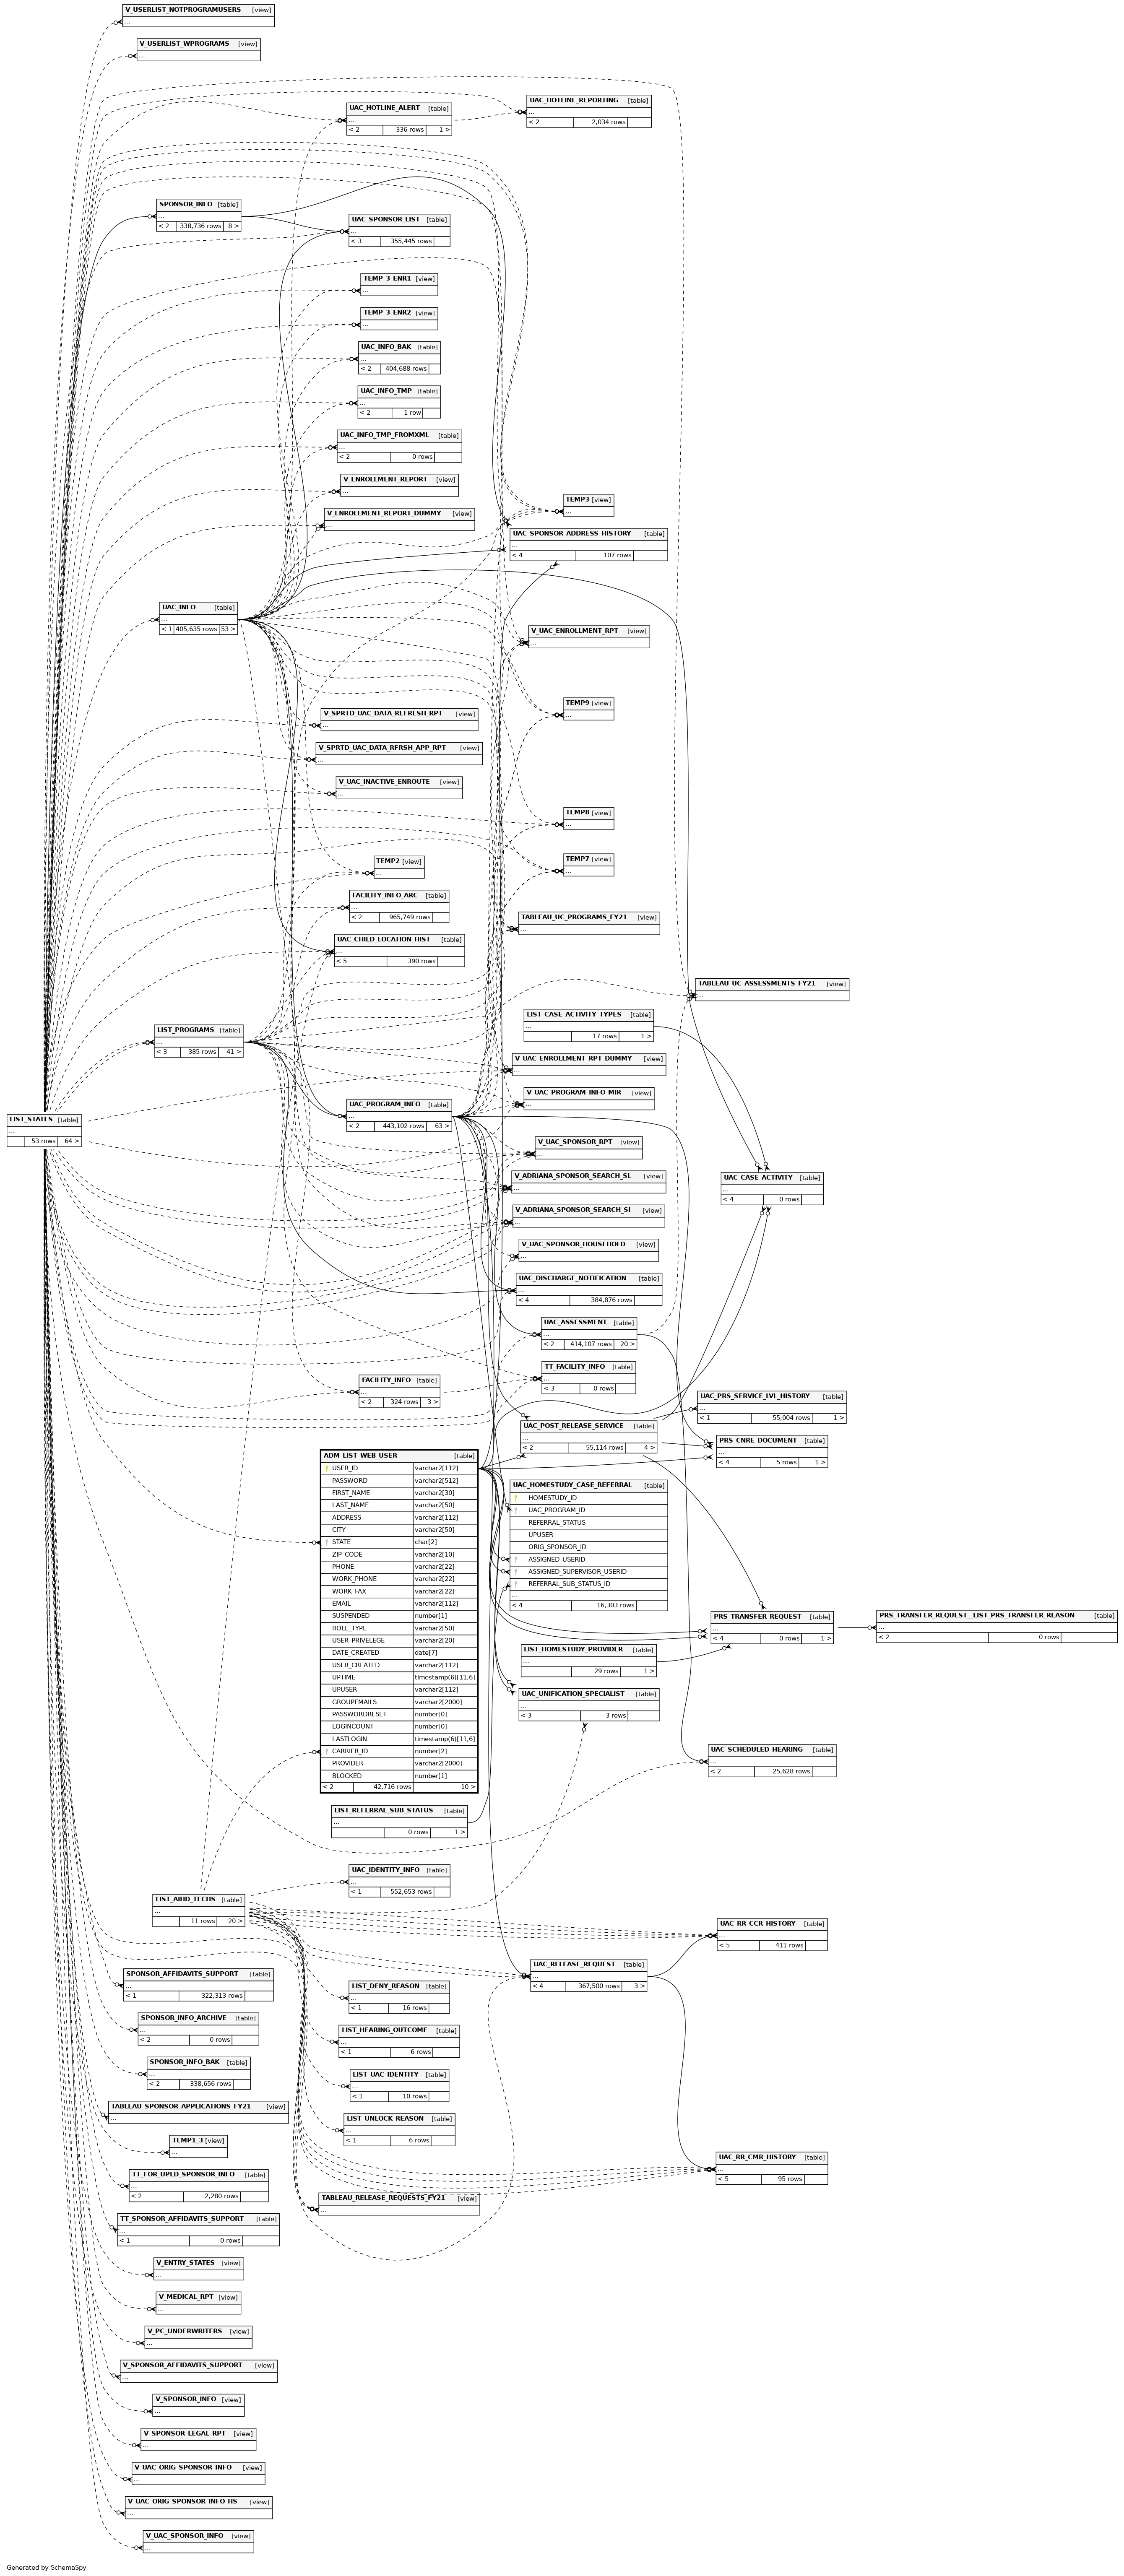 V_USERLIST_NOTPROGRAMUSERS [view]
...
V_USERLIST_WPROGRAMS [view]
...
UAC_HOTLINE_ALERT [table]
...
< 2 336 rows 1 >
UAC_HOTLINE_REPORTING [table]
...
< 2 2,034 rows
SPONSOR_INFO [table]
...
< 2 338,736 rows 8 >
UAC_SPONSOR_LIST [table]
...
< 3 355,445 rows
TEMP_3_ENR1 [view]
...
TEMP_3_ENR2 [view]
...
UAC_INFO_BAK [table]
...
< 2 404,688 rows
UAC_INFO_TMP [table]
...
< 2 1 row
UAC_INFO_TMP_FROMXML [table]
...
< 2 0 rows
V_ENROLLMENT_REPORT [view]
...
V_ENROLLMENT_REPORT_DUMMY [view]
...
TEMP3 [view]
...
UAC_SPONSOR_ADDRESS_HISTORY [table]
...
< 4 107 rows
UAC_INFO [table]
...
< 1 405,635 rows 53 >
V_UAC_ENROLLMENT_RPT [view]
...
TEMP9 [view]
...
V_SPRTD_UAC_DATA_REFRESH_RPT [view]
...
V_SPRTD_UAC_DATA_RFRSH_APP_RPT [view]
...
V_UAC_INACTIVE_ENROUTE [view]
...
TEMP8 [view]
...
TEMP2 [view]
...
TEMP7 [view]
...
FACILITY_INFO_ARC [table]
...
< 2 965,749 rows
TABLEAU_UC_PROGRAMS_FY21 [view]
...
UAC_CHILD_LOCATION_HIST [table]
...
< 5 390 rows
TABLEAU_UC_ASSESSMENTS_FY21 [view]
...
LIST_CASE_ACTIVITY_TYPES [table]
...
17 rows 1 >
LIST_PROGRAMS [table]
...
< 3 385 rows 41 >
V_UAC_ENROLLMENT_RPT_DUMMY [view]
...
V_UAC_PROGRAM_INFO_MIR [view]
...
UAC_PROGRAM_INFO [table]
...
< 2 443,102 rows 63 >
LIST_STATES [table]
...
53 rows 64 >
V_UAC_SPONSOR_RPT [view]
...
V_ADRIANA_SPONSOR_SEARCH_SL [view]
...
UAC_CASE_ACTIVITY [table]
...
< 4 0 rows
V_ADRIANA_SPONSOR_SEARCH_SI [view]
...
V_UAC_SPONSOR_HOUSEHOLD [view]
...
UAC_DISCHARGE_NOTIFICATION [table]
...
< 4 384,876 rows
UAC_ASSESSMENT [table]
...
< 2 414,107 rows 20 >
TT_FACILITY_INFO [table]
...
< 3 0 rows
FACILITY_INFO [table]
...
< 2 324 rows 3 >
UAC_PRS_SERVICE_LVL_HISTORY [table]
...
< 1 55,004 rows 1 >
UAC_POST_RELEASE_SERVICE [table]
...
< 2 55,114 rows 4 >
PRS_CNRE_DOCUMENT [table]
...
< 4 5 rows 1 >
ADM_LIST_WEB_USER [table]
USER_ID varchar2[112]
PASSWORD varchar2[512]
FIRST_NAME varchar2[30]
LAST_NAME varchar2[50]
ADDRESS varchar2[112]
CITY varchar2[50]
STATE char[2]
ZIP_CODE varchar2[10]
PHONE varchar2[22]
WORK_PHONE varchar2[22]
WORK_FAX varchar2[22]
EMAIL varchar2[112]
SUSPENDED number[1]
ROLE_TYPE varchar2[50]
USER_PRIVELEGE varchar2[20]
DATE_CREATED date[7]
USER_CREATED varchar2[112]
UPTIME timestamp(6)[11,6]
UPUSER varchar2[112]
GROUPEMAILS varchar2[2000]
PASSWORDRESET number[0]
LOGINCOUNT number[0]
LASTLOGIN timestamp(6)[11,6]
CARRIER_ID number[2]
PROVIDER varchar2[2000]
BLOCKED number[1]
< 2 42,716 rows 10 >
UAC_HOMESTUDY_CASE_REFERRAL [table]
HOMESTUDY_ID
UAC_PROGRAM_ID
REFERRAL_STATUS
UPUSER
ORIG_SPONSOR_ID
ASSIGNED_USERID
ASSIGNED_SUPERVISOR_USERID
REFERRAL_SUB_STATUS_ID
...
< 4 16,303 rows
PRS_TRANSFER_REQUEST [table]
...
< 4 0 rows 1 >
PRS_TRANSFER_REQUEST__LIST_PRS_TRANSFER_REASON [table]
...
< 2 0 rows
LIST_HOMESTUDY_PROVIDER [table]
...
29 rows 1 >
UAC_UNIFICATION_SPECIALIST [table]
...
< 3 3 rows
UAC_SCHEDULED_HEARING [table]
...
< 2 25,628 rows
LIST_REFERRAL_SUB_STATUS [table]
...
0 rows 1 >
UAC_IDENTITY_INFO [table]
...
< 1 552,653 rows
LIST_AIHD_TECHS [table]
...
11 rows 20 >
UAC_RR_CCR_HISTORY [table]
...
< 5 411 rows
UAC_RELEASE_REQUEST [table]
...
< 4 367,500 rows 3 >
SPONSOR_AFFIDAVITS_SUPPORT [table]
...
< 1 322,313 rows
LIST_DENY_REASON [table]
...
< 1 16 rows
SPONSOR_INFO_ARCHIVE [table]
...
< 2 0 rows
LIST_HEARING_OUTCOME [table]
...
< 1 6 rows
SPONSOR_INFO_BAK [table]
...
< 2 338,656 rows
LIST_UAC_IDENTITY [table]
...
< 1 10 rows
TABLEAU_SPONSOR_APPLICATIONS_FY21 [view]
...
LIST_UNLOCK_REASON [table]
...
< 1 6 rows
TEMP1_3 [view]
...
UAC_RR_CMR_HISTORY [table]
...
< 5 95 rows
TT_FOR_UPLD_SPONSOR_INFO [table]
...
< 2 2,280 rows
TABLEAU_RELEASE_REQUESTS_FY21 [view]
...
TT_SPONSOR_AFFIDAVITS_SUPPORT [table]
...
< 1 0 rows
V_ENTRY_STATES [view]
...
V_MEDICAL_RPT [view]
...
V_PC_UNDERWRITERS [view]
...
V_SPONSOR_AFFIDAVITS_SUPPORT [view]
...
V_SPONSOR_INFO [view]
...
V_SPONSOR_LEGAL_RPT [view]
...
V_UAC_ORIG_SPONSOR_INFO [view]
...
V_UAC_ORIG_SPONSOR_INFO_HS [view]
...
V_UAC_SPONSOR_INFO [view]
...
Generated by SchemaSpy